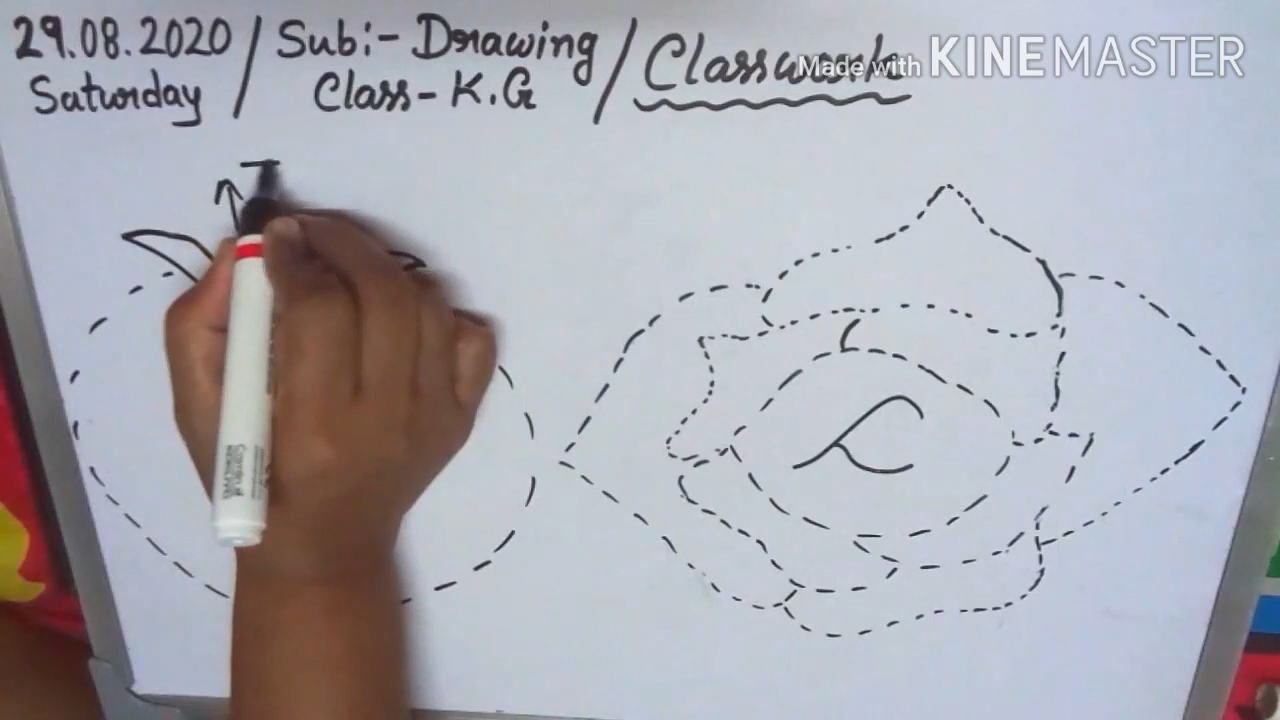 29.08.2020 / Sub:- Drawing / Classwork
Saturday / Class - K.G
Made with KINEMASTER